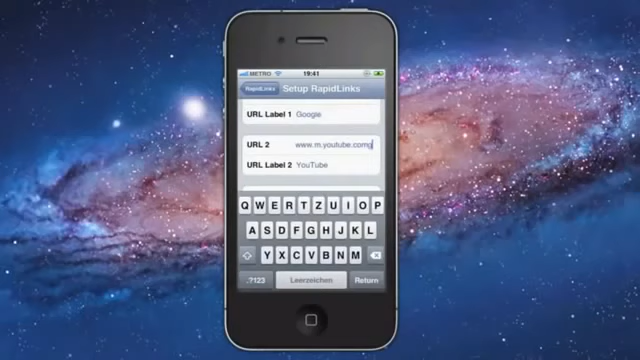 METRO 19:41
RapidLinks Setup RapidLinks
URL Label 1 Google
URL 2 www.m.youtube.comg
URL Label 2 YouTube
Q W E R T Z U I O P
A S D F G H J K L
Y X C V B N M
.?123 Leerzeichen Return